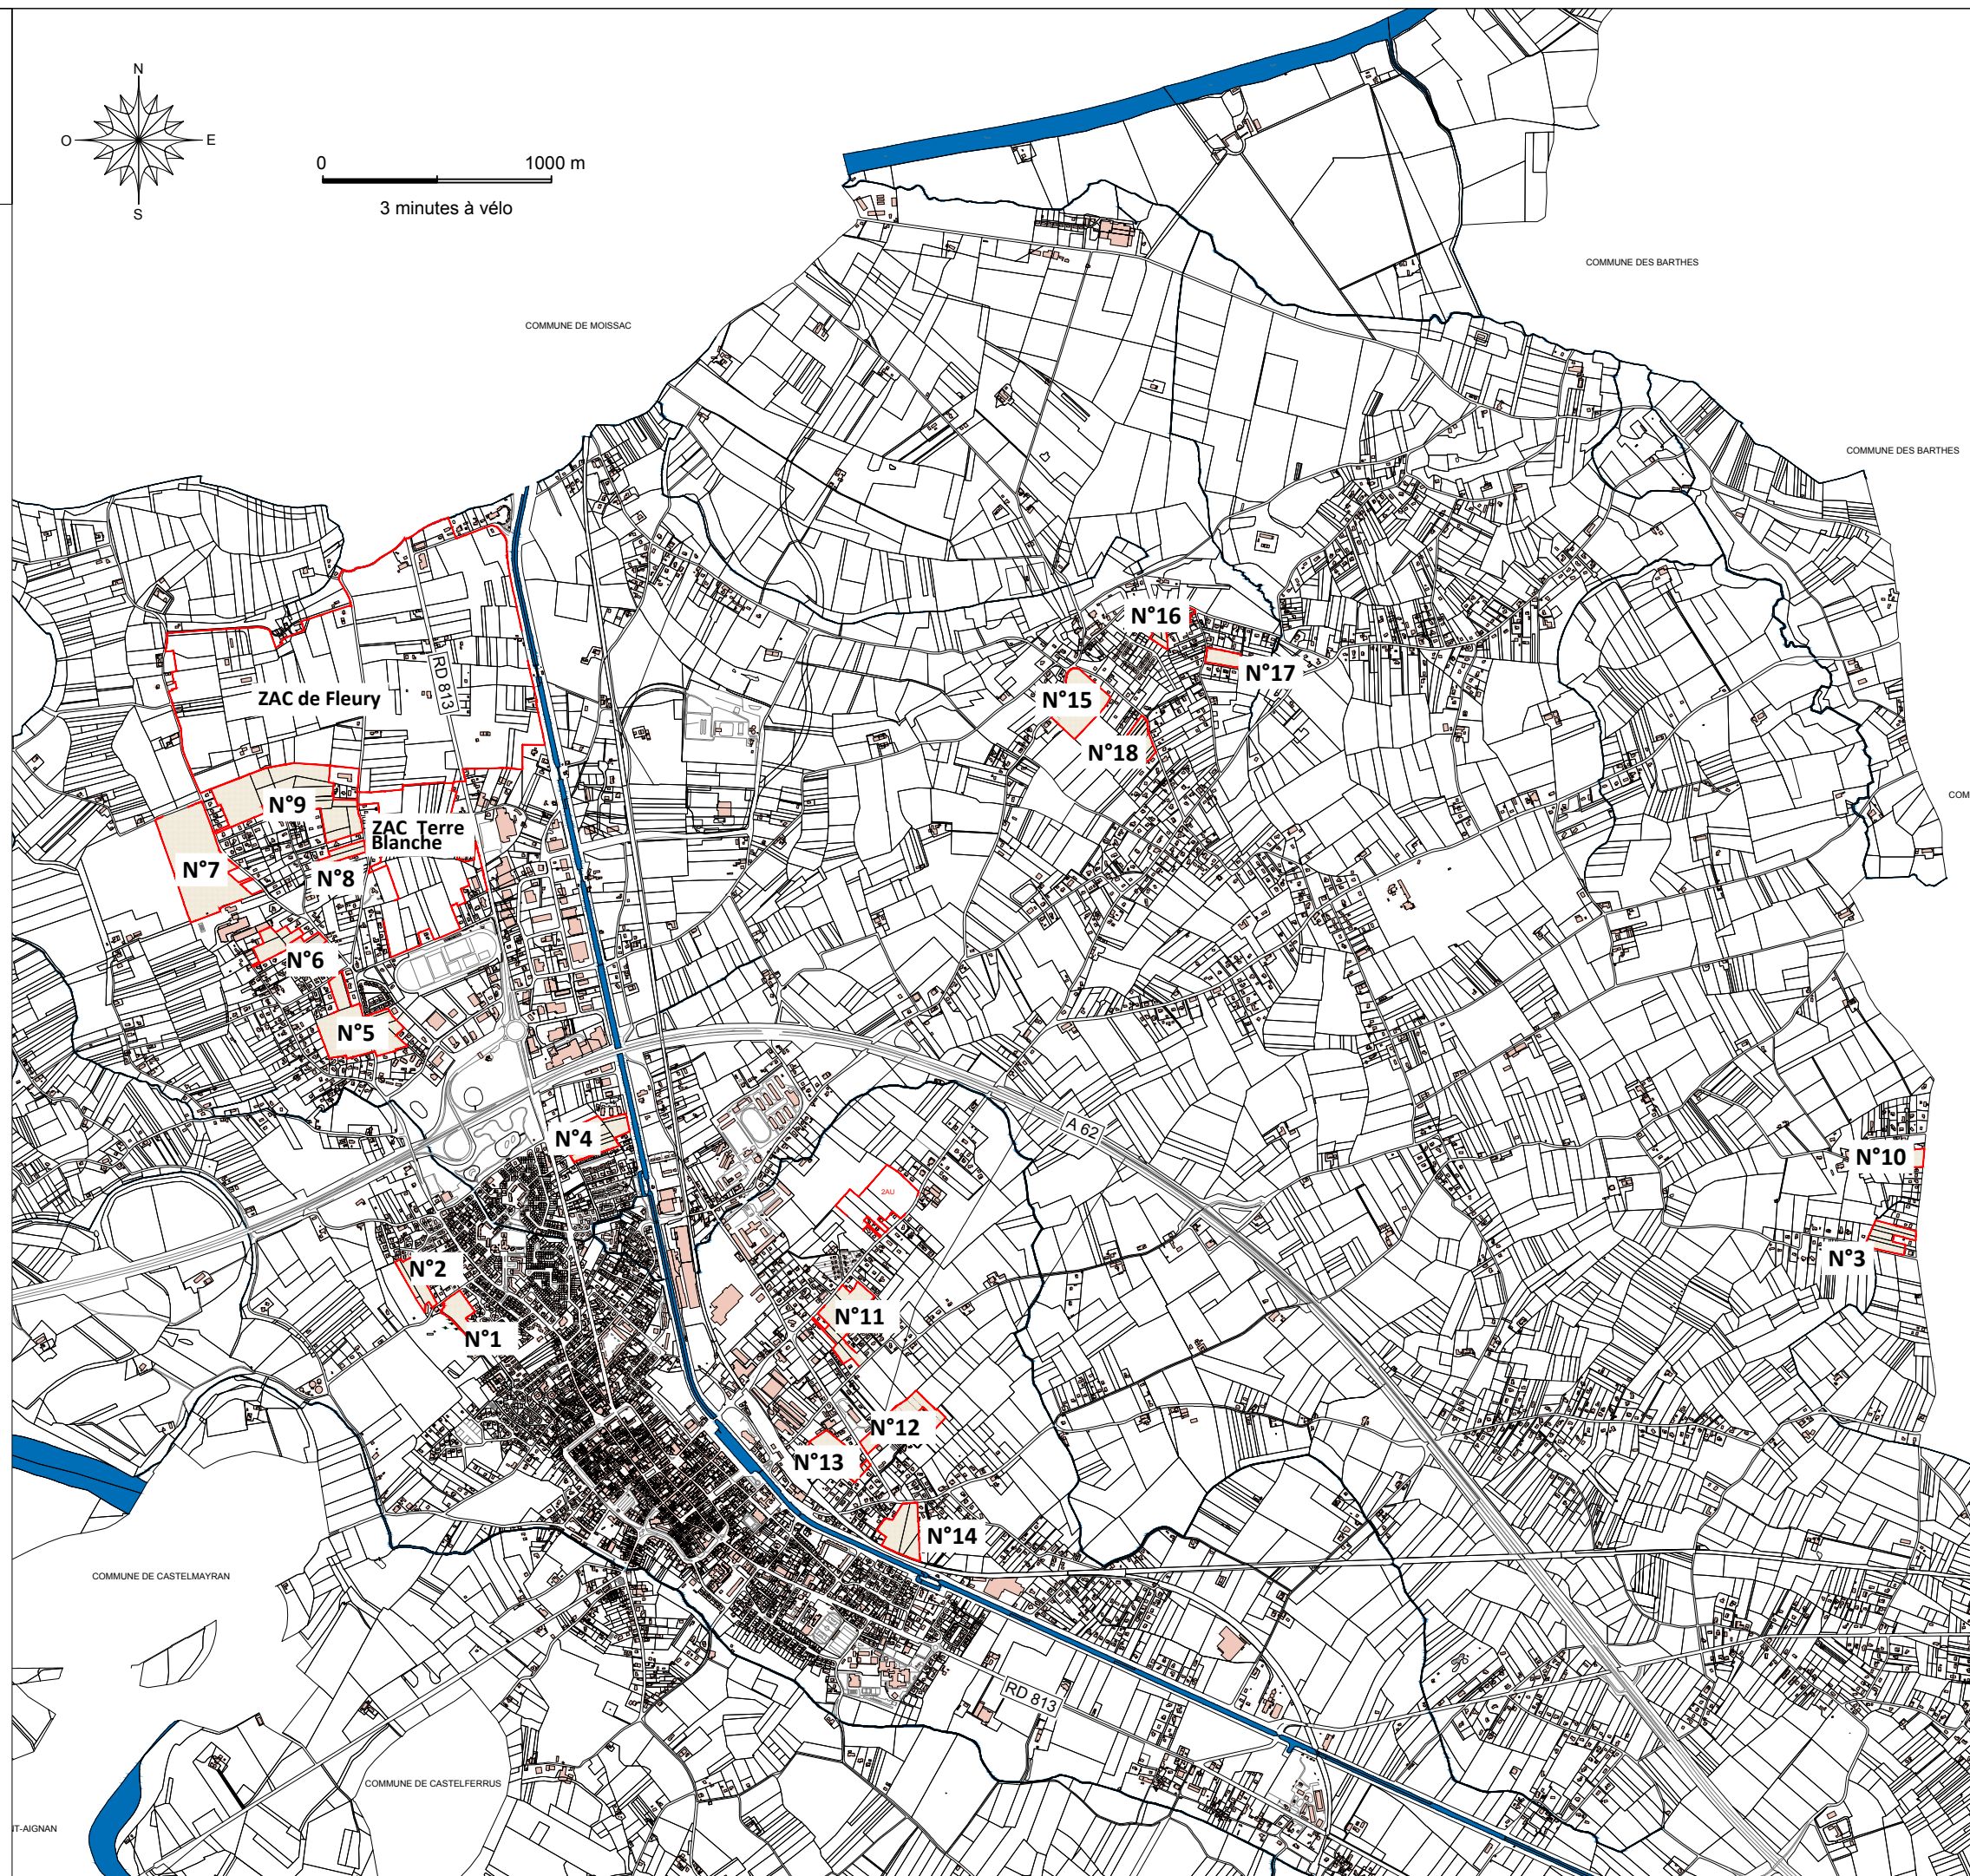 N
O
E
S
0
1000 m
3 minutes à vélo
COMMUNE DES BARTHES
COMMUNE DE MOISSAC
COMMUNE DES BARTHES
N°16
N°17
RD 813
ZAC de Fleury
N°15
N°18
COM
N°9
ZAC Terre
Blanche
N°7
N°8
N°6
N°5
A 62
N°4
N°10
2AU
N°3
N°2
N°11
N°1
N°12
N°13
N°14
COMMUNE DE CASTELMAYRAN
RD 813
COMMUNE DE CASTELFERRUS
IT-AIGNAN